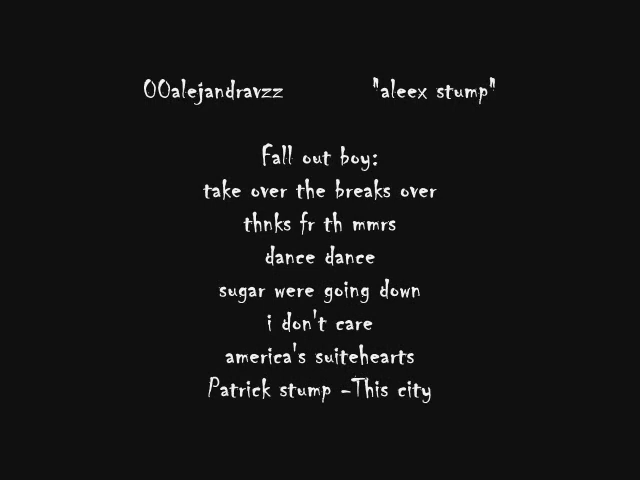 OOalejandravzz "aleex stump"
Fall out boy:
take over the breaks over
thnks fr th mmrs
dance dance
sugar were going down
i don't care
america's suitehearts
Patrick stump -This city